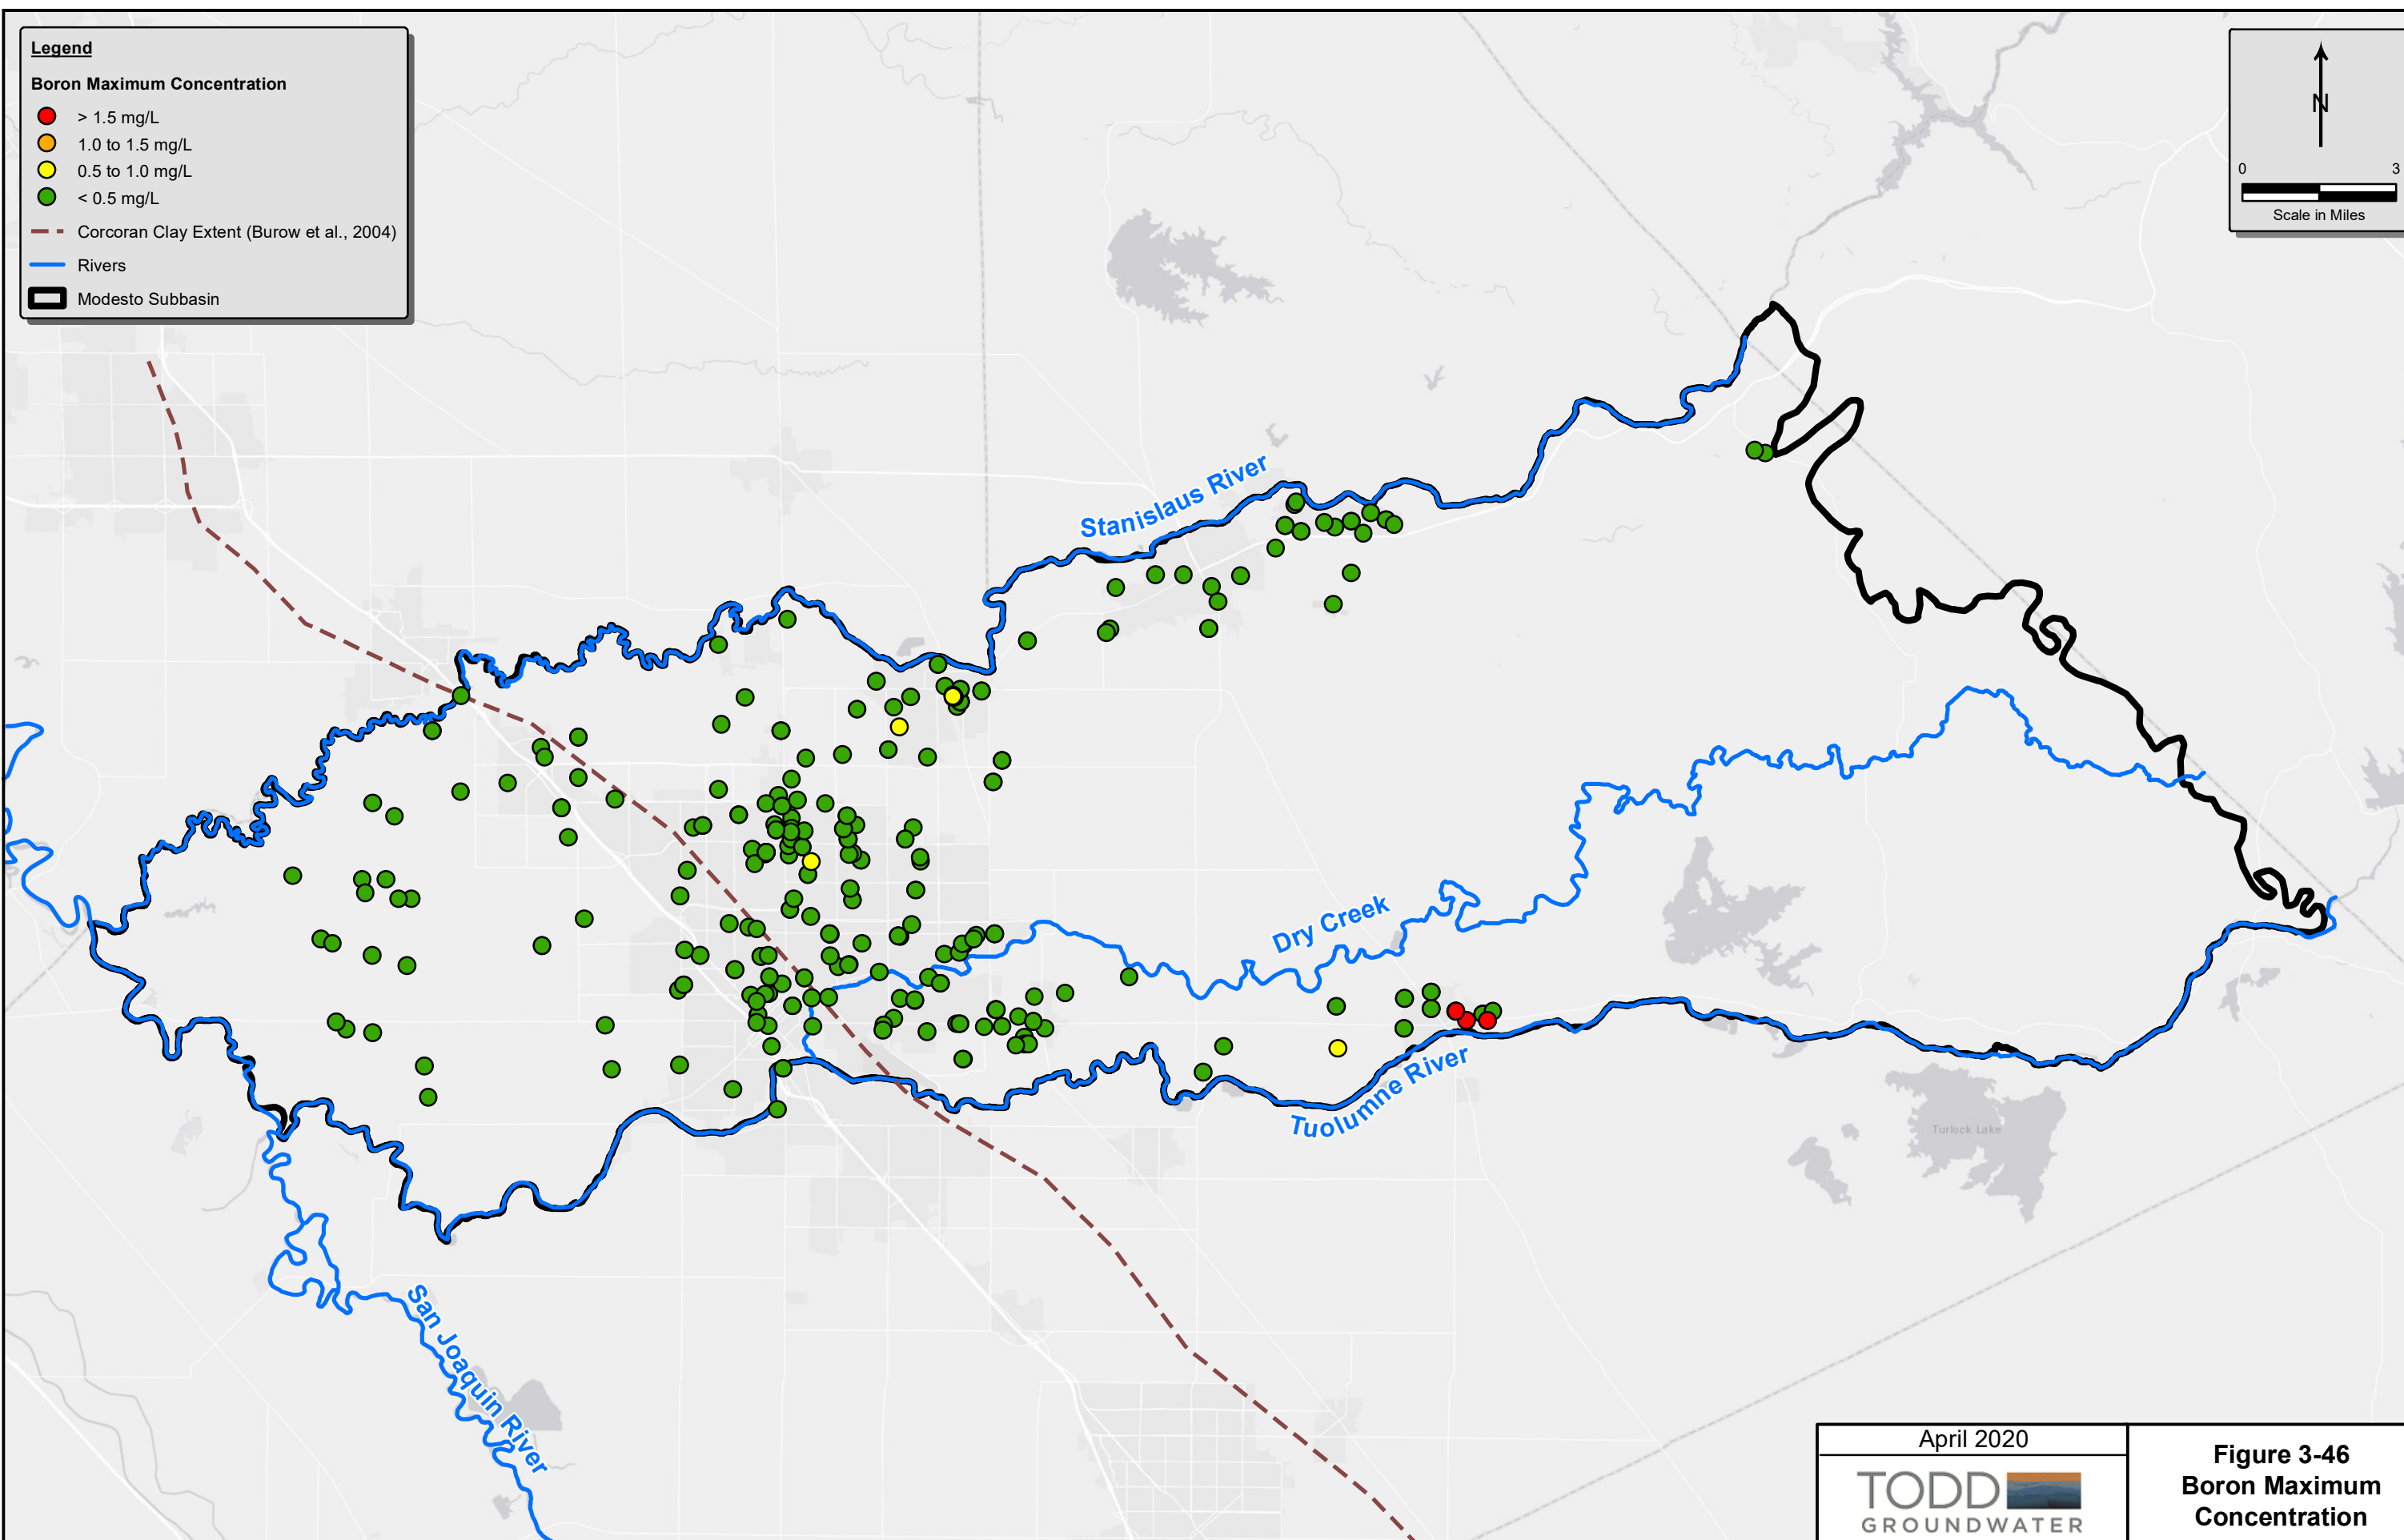 Legend
Boron Maximum Concentration
> 1.5 mg/L
1.0 to 1.5 mg/L
0.5 to 1.0 mg/L
< 0.5 mg/L
Corcoran Clay Extent (Burow et al., 2004)
Rivers
Modesto Subbasin
N
0 3
Scale in Miles
Stanislaus River
Dry Creek
Tuolumne River
Turlock Lake
San Joaquin River
April 2020
TODD
GROUNDWATER
Figure 3-46
Boron Maximum
Concentration